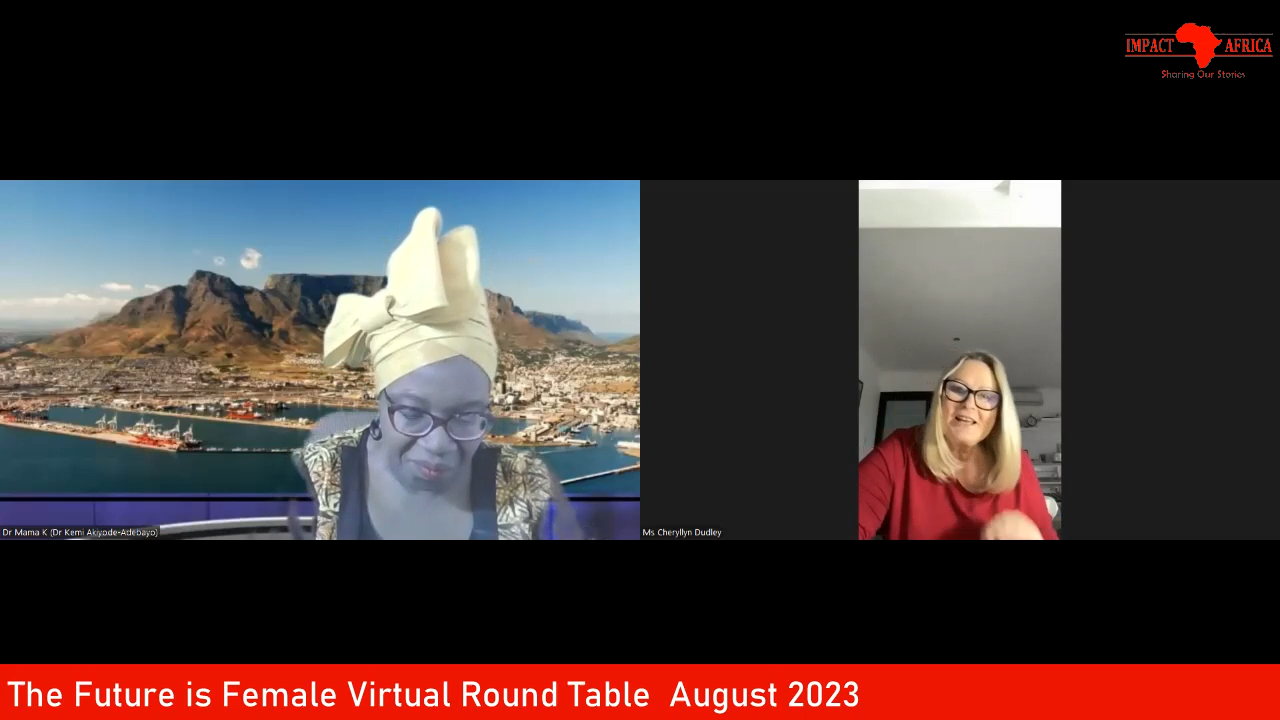 IMPACT AFRICA
Sharing Our Stories
Dr Mama K (Dr Kemi Akiyode-Adebayo)
Ms Cheryllyn Dudley
The Future is Female Virtual Round Table August 2023